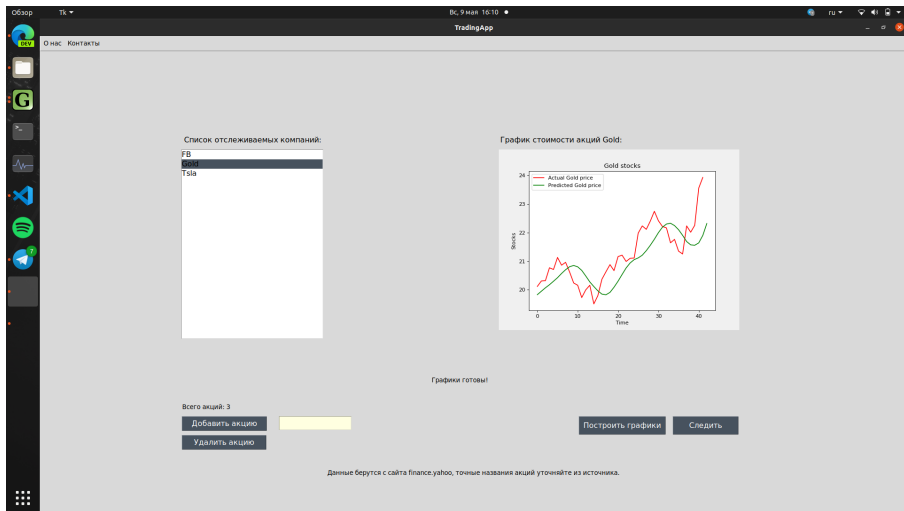 Обзор Tk Вс, 9 мая 16:10 ru
TradingApp
О нас Контакты
DEV
Список отслеживаемых компаний:
FB
Gold
Tsla
График стоимости акций Gold:
Gold stocks
Actual Gold price
Predicted Gold price
24
23
22
21
20
Stocks
0 10 20 30 40
Time
7
Графики готовы!
Всего акций: 3
Добавить акцию
Удалить акцию
Построить графики Следить
Данные берутся с сайта finance.yahoo, точные названия акций уточняйте из источника.